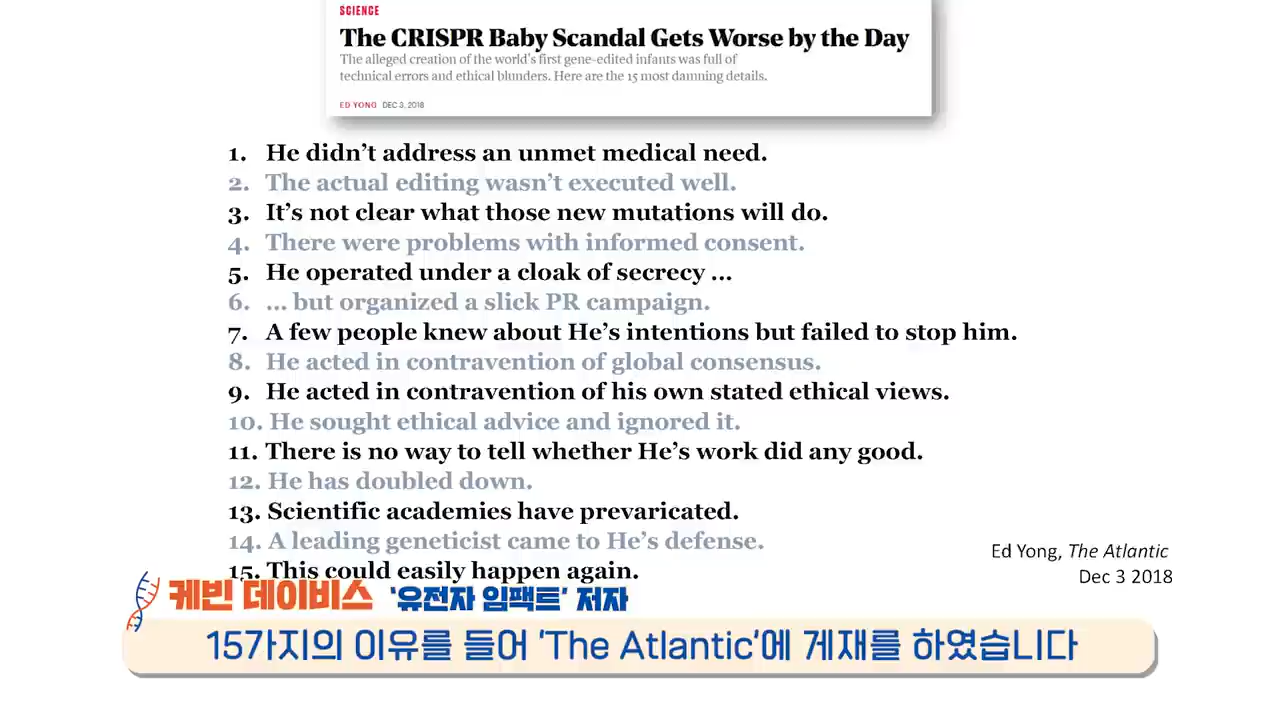 SCIENCE
The CRISPR Baby Scandal Gets Worse by the Day
The alleged creation of the world's first gene-edited infants was full of
technical errors and ethical blunders. Here are the 15 most damning details.
ED YONG DEC 3, 2018
1. He didn't address an unmet medical need.
2. The actual editing wasn't executed well.
3. It's not clear what those new mutations will do.
4. There were problems with informed consent.
5. He operated under a cloak of secrecy ...
6. ... but organized a slick PR campaign.
7. A few people knew about He's intentions but failed to stop him.
8. He acted in contravention of global consensus.
9. He acted in contravention of his own stated ethical views.
10. He sought ethical advice and ignored it.
11. There is no way to tell whether He's work did any good.
12. He has doubled down.
13. Scientific academies have prevaricated.
14. A leading geneticist came to He's defense.
15. This could easily happen again.
Ed Yong, The Atlantic
Dec 3 2018
케빈 데이비스 '유전자 임팩트' 저자
15가지의 이유를 들어 'The Atlantic'에 게재를 하였습니다